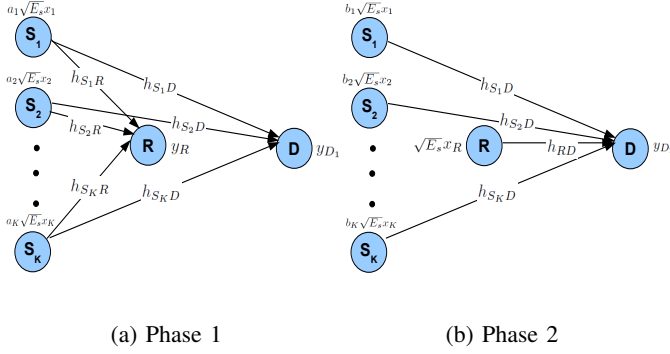 a_1\sqrt{E_s}x_1
S_1
h_{S_1R}
h_{S_1D}
a_2\sqrt{E_s}x_2
S_2
h_{S_2R}
h_{S_2D}
R
y_R
D
y_{D_1}
h_{S_KR}
h_{S_KD}
a_K\sqrt{E_s}x_K
S_K
(a) Phase 1
b_1\sqrt{E_s}x_1
S_1
h_{S_1D}
b_2\sqrt{E_s}x_2
S_2
h_{S_2D}
\sqrt{E_s}x_R
R
h_{RD}
D
y_D
h_{S_KD}
b_K\sqrt{E_s}x_K
S_K
(b) Phase 2